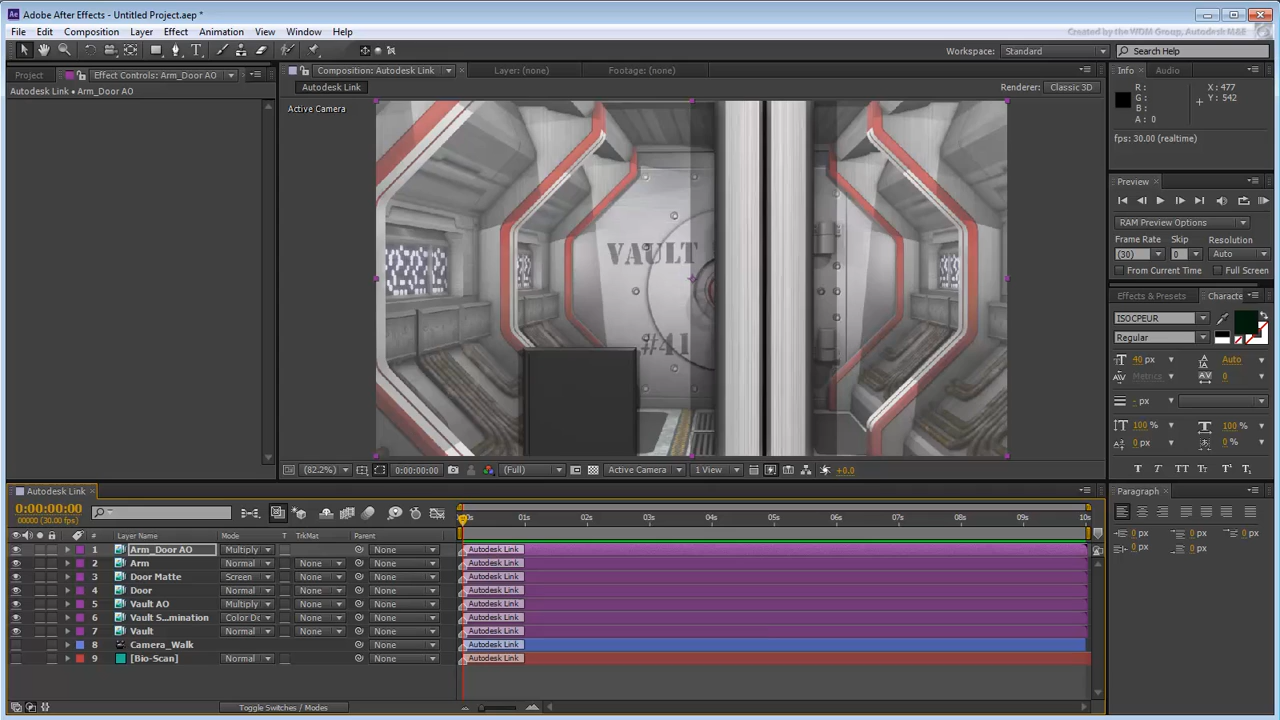 Adobe After Effects - Untitled Project.aep *
File Edit Composition Layer Effect Animation View Window Help
Created by the WDM Group, Autodesk M&E
Workspace: Standard
Search Help
Project
Effect Controls: Arm_Door AO
Composition: Autodesk Link
Layer: (none)
Footage: (none)
Info
Audio
Autodesk Link • Arm_Door AO
Autodesk Link
Renderer: Classic 3D
R:
G:
B:
A: 0
X: 477
Y: 542
Active Camera
fps: 30.00 (realtime)
Preview
RAM Preview Options
Frame Rate Skip Resolution
(30) 0 Auto
From Current Time
Full Screen
VAULT
#41
Effects & Presets
Characte
ISOCPEUR
Regular
40 px
Auto
Metrics
0
- px
100 %
100 %
0 px
0 %
T T TT Tt T¹ T₁
(82.2%)
0:00:00:00
(Full)
Active Camera
1 View
+0.0
Autodesk Link
Paragraph
0:00:00:00
00000 (30.00 fps)
01s 02s 03s 04s 05s 06s 07s 08s 09s 10s
# Layer Name Mode T TrkMat Parent
1 Arm_Door AO Multiply None Autodesk Link
2 Arm Normal None None Autodesk Link
3 Door Matte Screen None None Autodesk Link
4 Door Normal None None Autodesk Link
5 Vault AO Multiply None None Autodesk Link
6 Vault S...mination Color Do None None Autodesk Link
7 Vault Normal None None Autodesk Link
8 Camera_Walk None Autodesk Link
9 [Bio-Scan] Normal None Autodesk Link
0 px 0 px 0 px
0 px 0 px
Toggle Switches / Modes